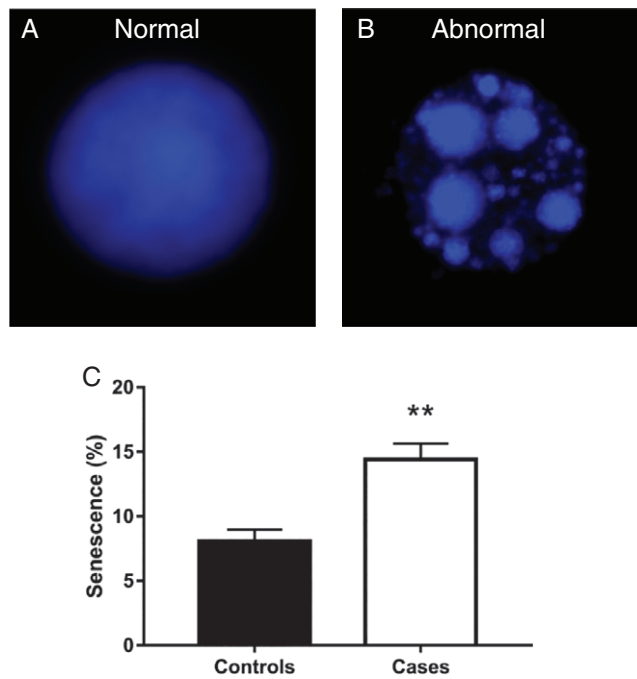 A Normal
B Abnormal
C
20
**
15
10
5
0
Senescence (%)
Controls Cases